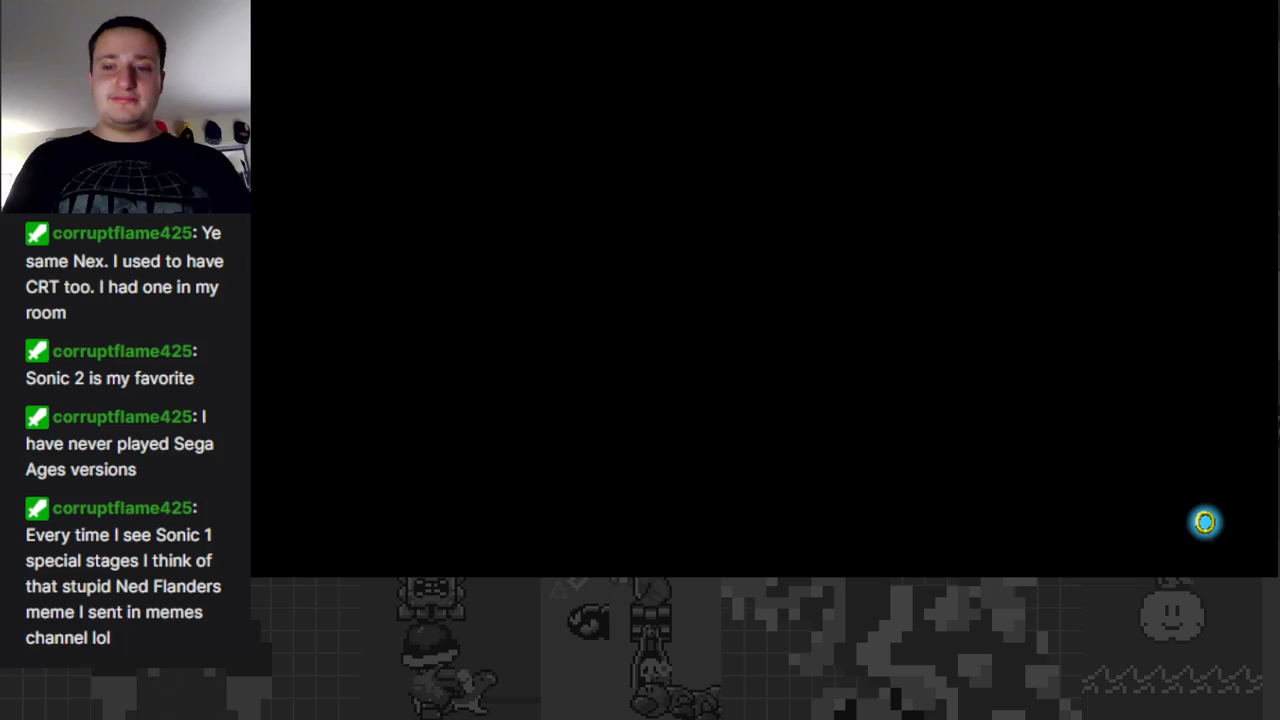 corruptflame425: Ye
same Nex. I used to have
CRT too. I had one in my
room
corruptflame425:
Sonic 2 is my favorite
corruptflame425: I
have never played Sega
Ages versions
corruptflame425:
Every time I see Sonic 1
special stages I think of
that stupid Ned Flanders
meme I sent in memes
channel lol